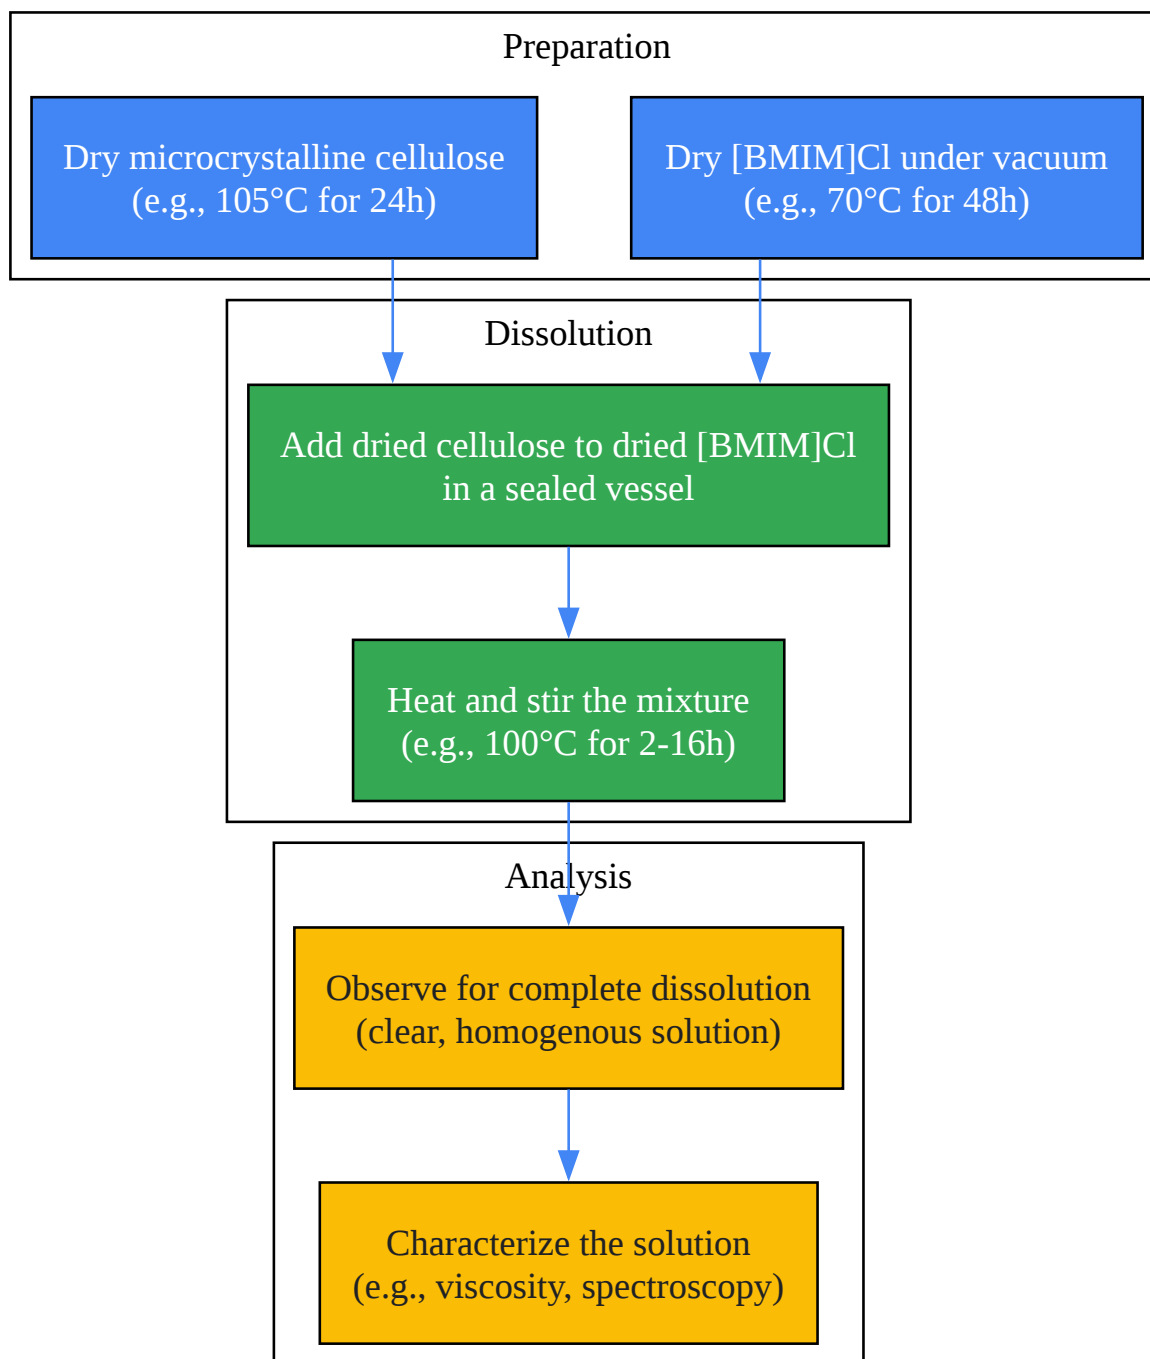 Preparation
Dry microcrystalline cellulose
(e.g., 105°C for 24h)
Dry [BMIM]Cl under vacuum
(e.g., 70°C for 48h)
Dissolution
Add dried cellulose to dried [BMIM]Cl
in a sealed vessel
Heat and stir the mixture
(e.g., 100°C for 2-16h)
Analysis
Observe for complete dissolution
(clear, homogenous solution)
Characterize the solution
(e.g., viscosity, spectroscopy)